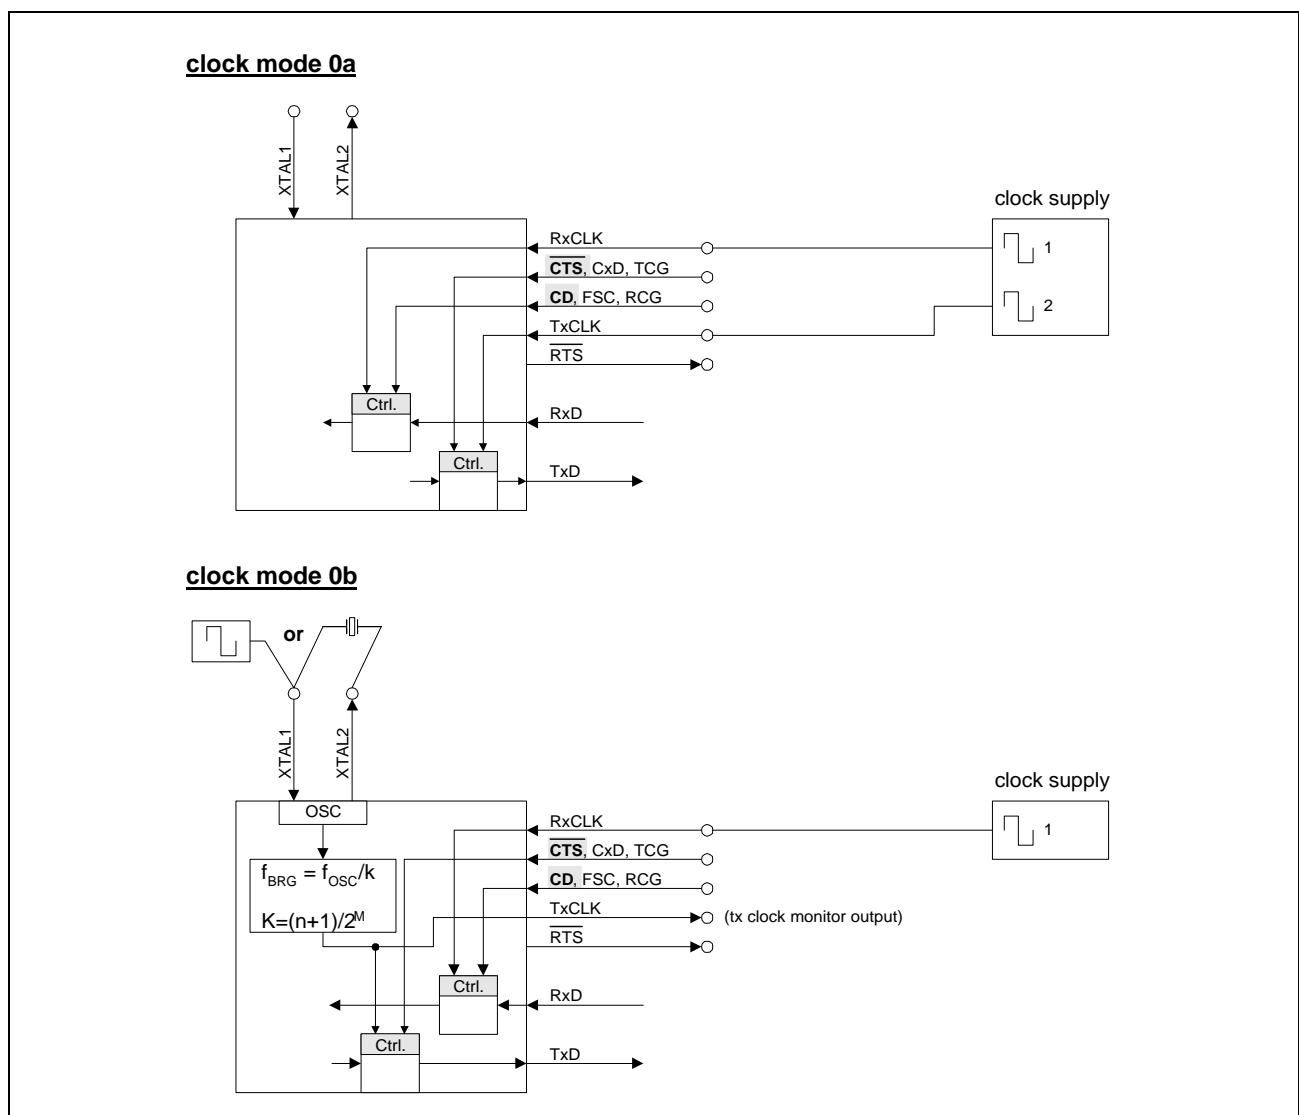 clock mode 0a
XTAL1
XTAL2
clock supply
RxCLK
1
CTS, CxD, TCG
CD, FSC, RCG
2
TxCLK
RTS
Ctrl.
RxD
Ctrl.
TxD
clock mode 0b
or
XTAL1
XTAL2
clock supply
OSC
RxCLK
1
CTS, CxD, TCG
fBRG = fOSC/k
CD, FSC, RCG
K=(n+1)/2^M
TxCLK
(tx clock monitor output)
RTS
Ctrl.
RxD
Ctrl.
TxD